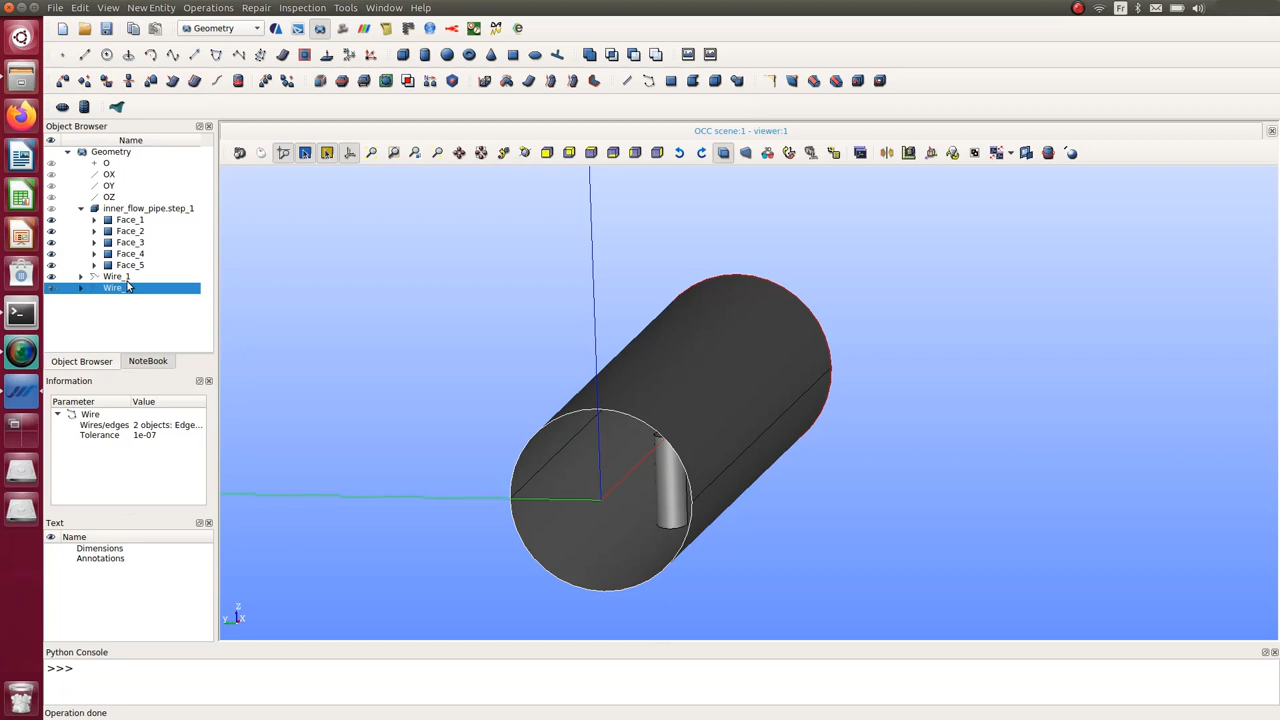 File Edit View New Entity Operations Repair Inspection Tools Window Help
Fr
Geometry
Object Browser
OCC scene:1 - viewer:1
Name
Geometry
O
OX
OY
OZ
inner_flow_pipe.step_1
Face_1
Face_2
Face_3
Face_4
Face_5
Wire_1
Wire_
Object Browser NoteBook
Information
Parameter Value
Wire
Wires/edges 2 objects: Edge...
Tolerance 1e-07
Text
Name
Dimensions
Annotations
Z
y X
Python Console
>>>
Operation done